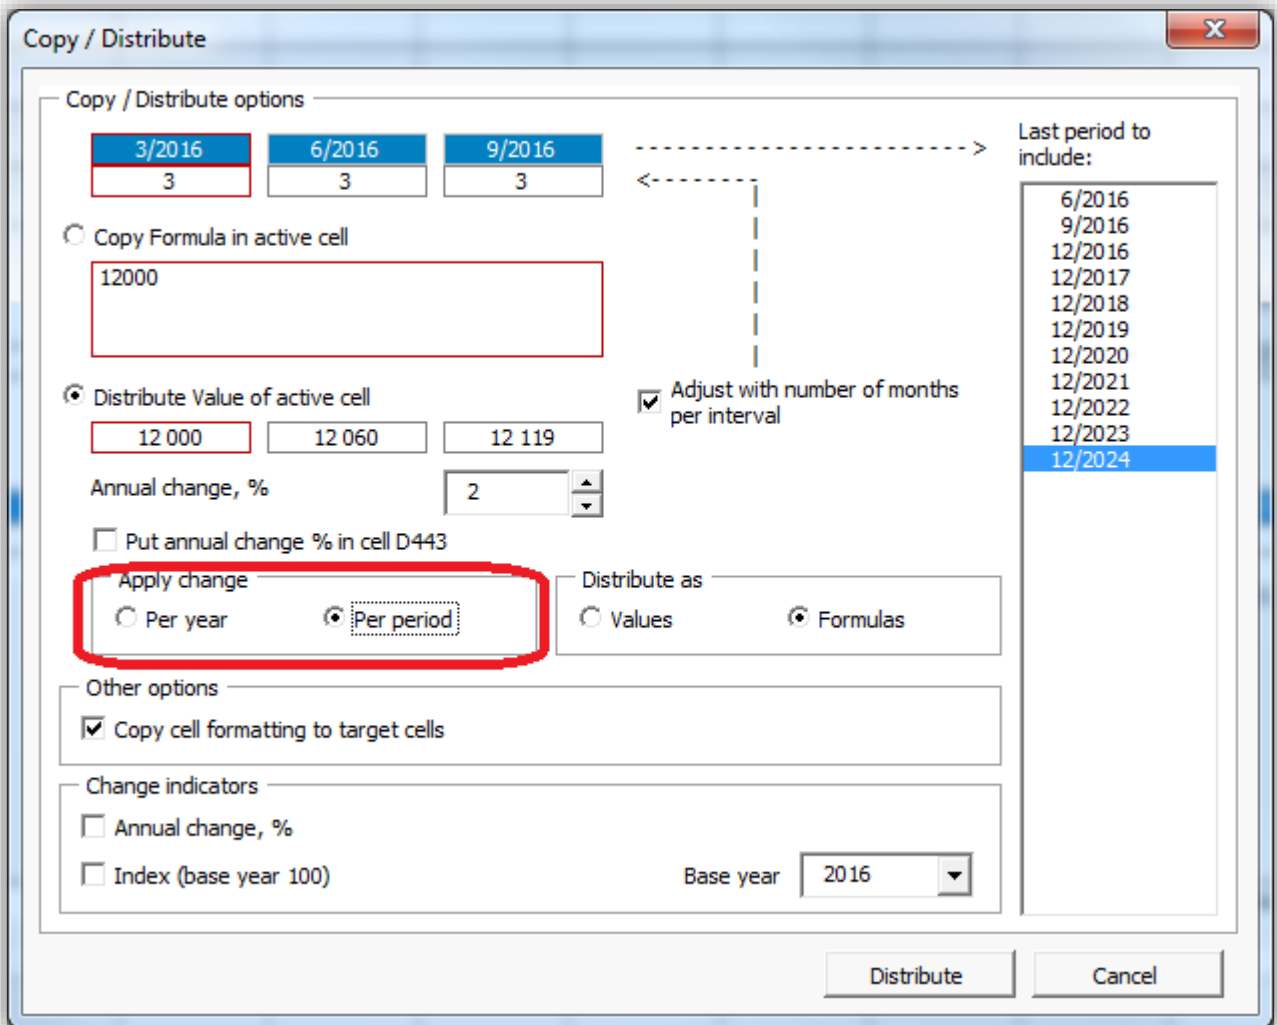 Copy / Distribute
Copy / Distribute options
3/2016 6/2016 9/2016
3 3 3
Last period to
include:
6/2016
9/2016
12/2016
12/2017
12/2018
12/2019
12/2020
12/2021
12/2022
12/2023
12/2024
Copy Formula in active cell
12000
Distribute Value of active cell
12 000 12 060 12 119
Adjust with number of months
per interval
Annual change, % 2
Put annual change % in cell D443
Apply change
Per year Per period
Distribute as
Values Formulas
Other options
Copy cell formatting to target cells
Change indicators
Annual change, %
Index (base year 100) Base year 2016
Distribute Cancel